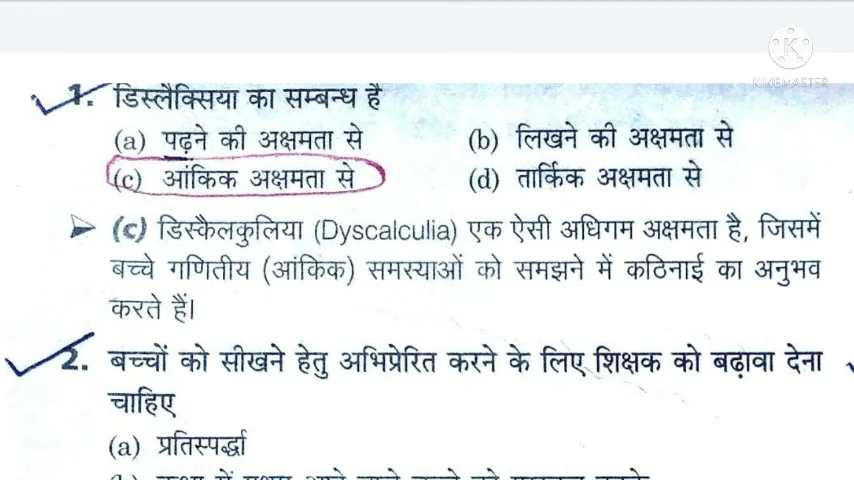 KINEMASTER
1. डिस्लैक्सिया का सम्बन्ध है
(a) पढ़ने की अक्षमता से (b) लिखने की अक्षमता से
(c) आंकिक अक्षमता से (d) तार्किक अक्षमता से
(c) डिस्कैलकुलिया (Dyscalculia) एक ऐसी अधिगम अक्षमता है, जिसमें
बच्चे गणितीय (आंकिक) समस्याओं को समझने में कठिनाई का अनुभव
करते हैं।
2. बच्चों को सीखने हेतु अभिप्रेरित करने के लिए शिक्षक को बढ़ावा देना
चाहिए
(a) प्रतिस्पर्द्धा